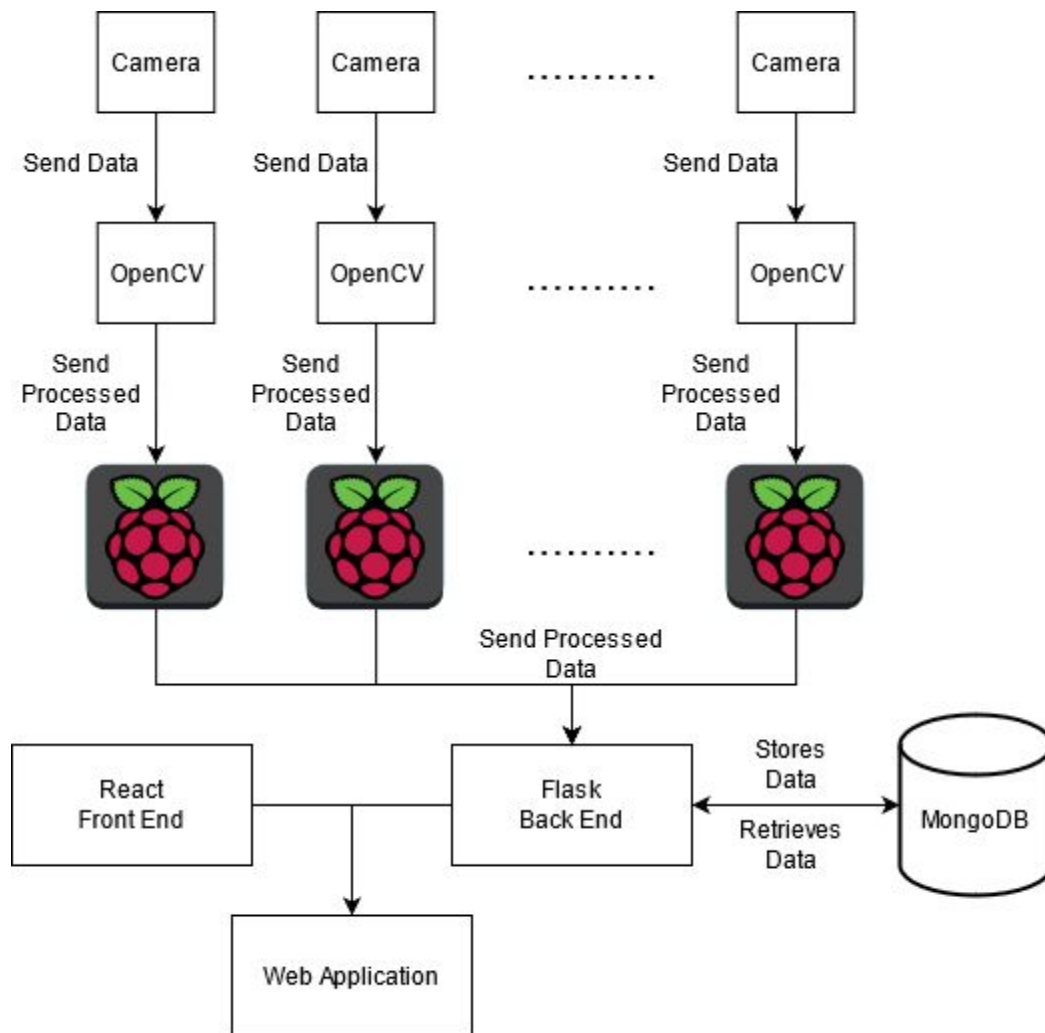 Camera
Camera
Camera
Send Data
Send Data
Send Data
OpenCV
OpenCV
OpenCV
Send
Processed
Data
Send
Processed
Data
Send
Processed
Data
Send Processed
Data
React
Front End
Flask
Back End
Stores
Data
Retrieves
Data
MongoDB
Web Application